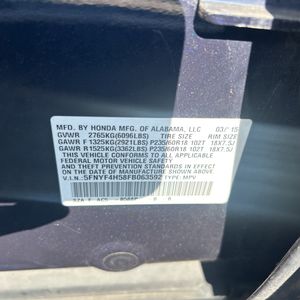 MFD. BY HONDA MFG. OF ALABAMA, LLC 03/15
GVWR 2765KG(6096LBS) TIRE SIZE RIM SIZE
GAWR F 1325KG(2921LBS) P235/60R18 102T 18X7.5J
GAWR R 1525KG(3362LBS) P235/60R18 102T 18X7.5J
THIS VEHICLE CONFORMS TO ALL APPLICABLE
FEDERAL MOTOR VEHICLE SAFETY STANDARDS IN
EFFECT ON THE DATE OF MANUFACTURE SHOWN ABOVE.
V.I.N: 5FNYF4H58FB063592 TYPE: MPV